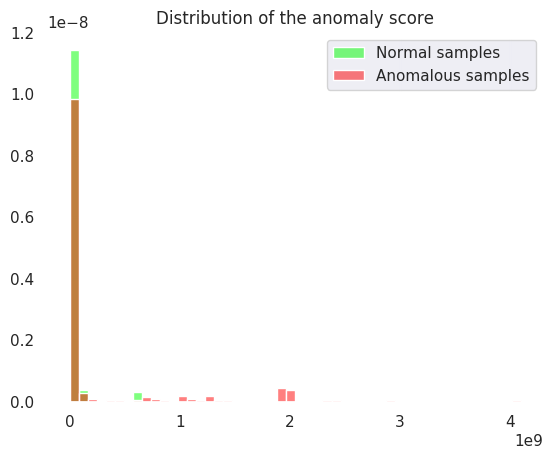 Distribution of the anomaly score
1e−8
Normal samples
Anomalous samples
1.2
1.0
0.8
0.6
0.4
0.2
0.0
0 1 2 3 4
1e9